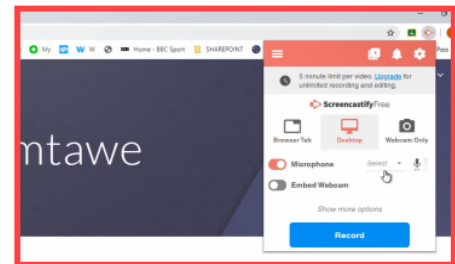 My W W Home - BBC Sport SHAREPOINT Pass
5 minute limit per video. Upgrade for
unlimited recording and editing.
ScreencastifyFree
Browser Tab Desktop Webcam Only
mtawe
Microphone Select
Embed Webcam
Show more options
Record